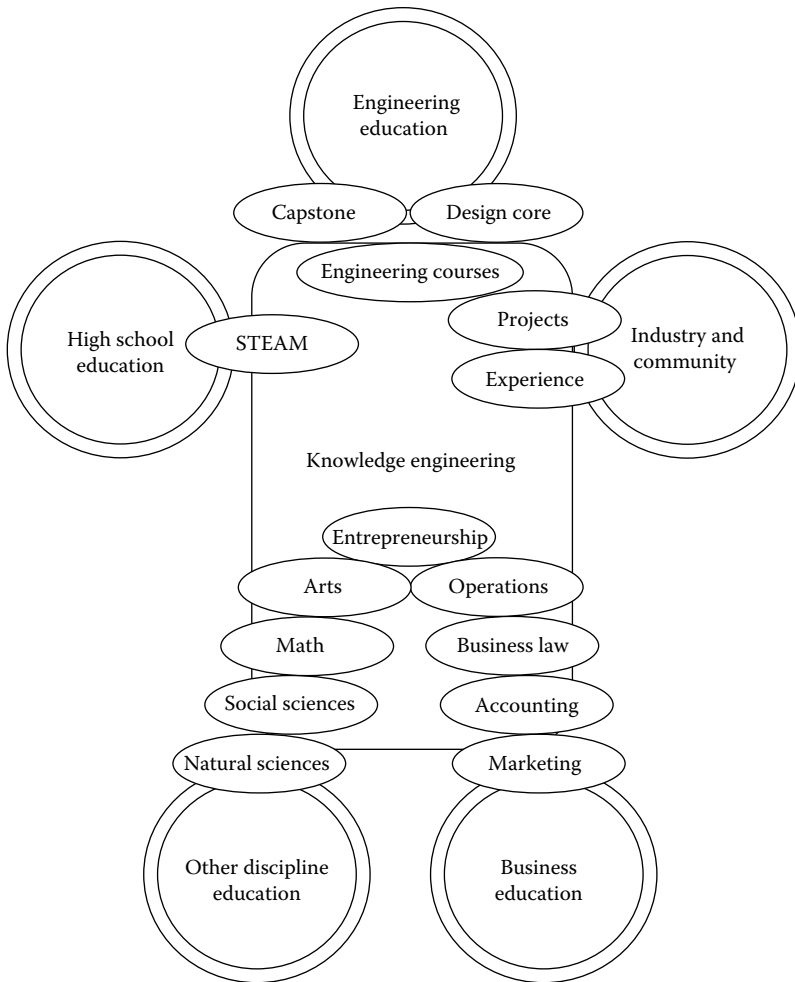 Engineering
education
Capstone
Design core
Engineering courses
Projects
High school
education
STEAM
Industry and
community
Experience
Knowledge engineering
Entrepreneurship
Arts
Operations
Math
Business law
Social sciences
Accounting
Natural sciences
Marketing
Other discipline
education
Business
education